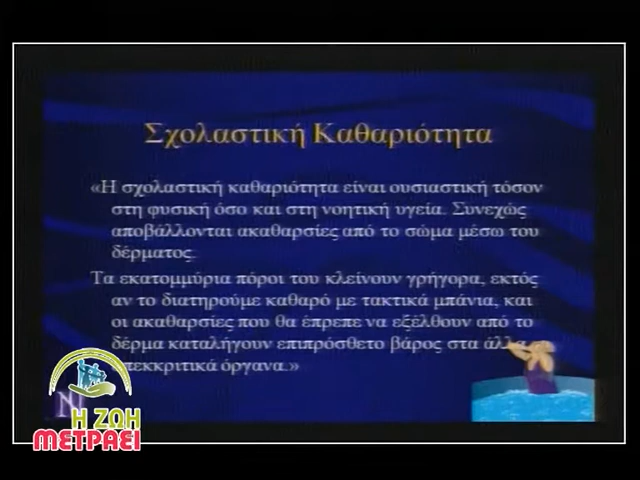 Σχολαστική Καθαριότητα
«Η σχολαστική καθαριότητα είναι ουσιαστική τόσον
στη φυσική όσο και στη νοητική υγεία. Συνεχώς
αποβάλλονται ακαθαρσίες από το σώμα μέσω του
δέρματος.
Τα εκατομμύρια πόροι του κλείνουν γρήγορα, εκτός
αν το διατηρούμε καθαρό με τακτικά μπάνια, και
οι ακαθαρσίες που θα έπρεπε να εξέλθουν από το
δέρμα καταλήγουν επιπρόσθετο βάρος στα άλλα
πεκκριτικά όργανα.»
Η ΖΩΗ
ΜΕΤΡΑΕΙ